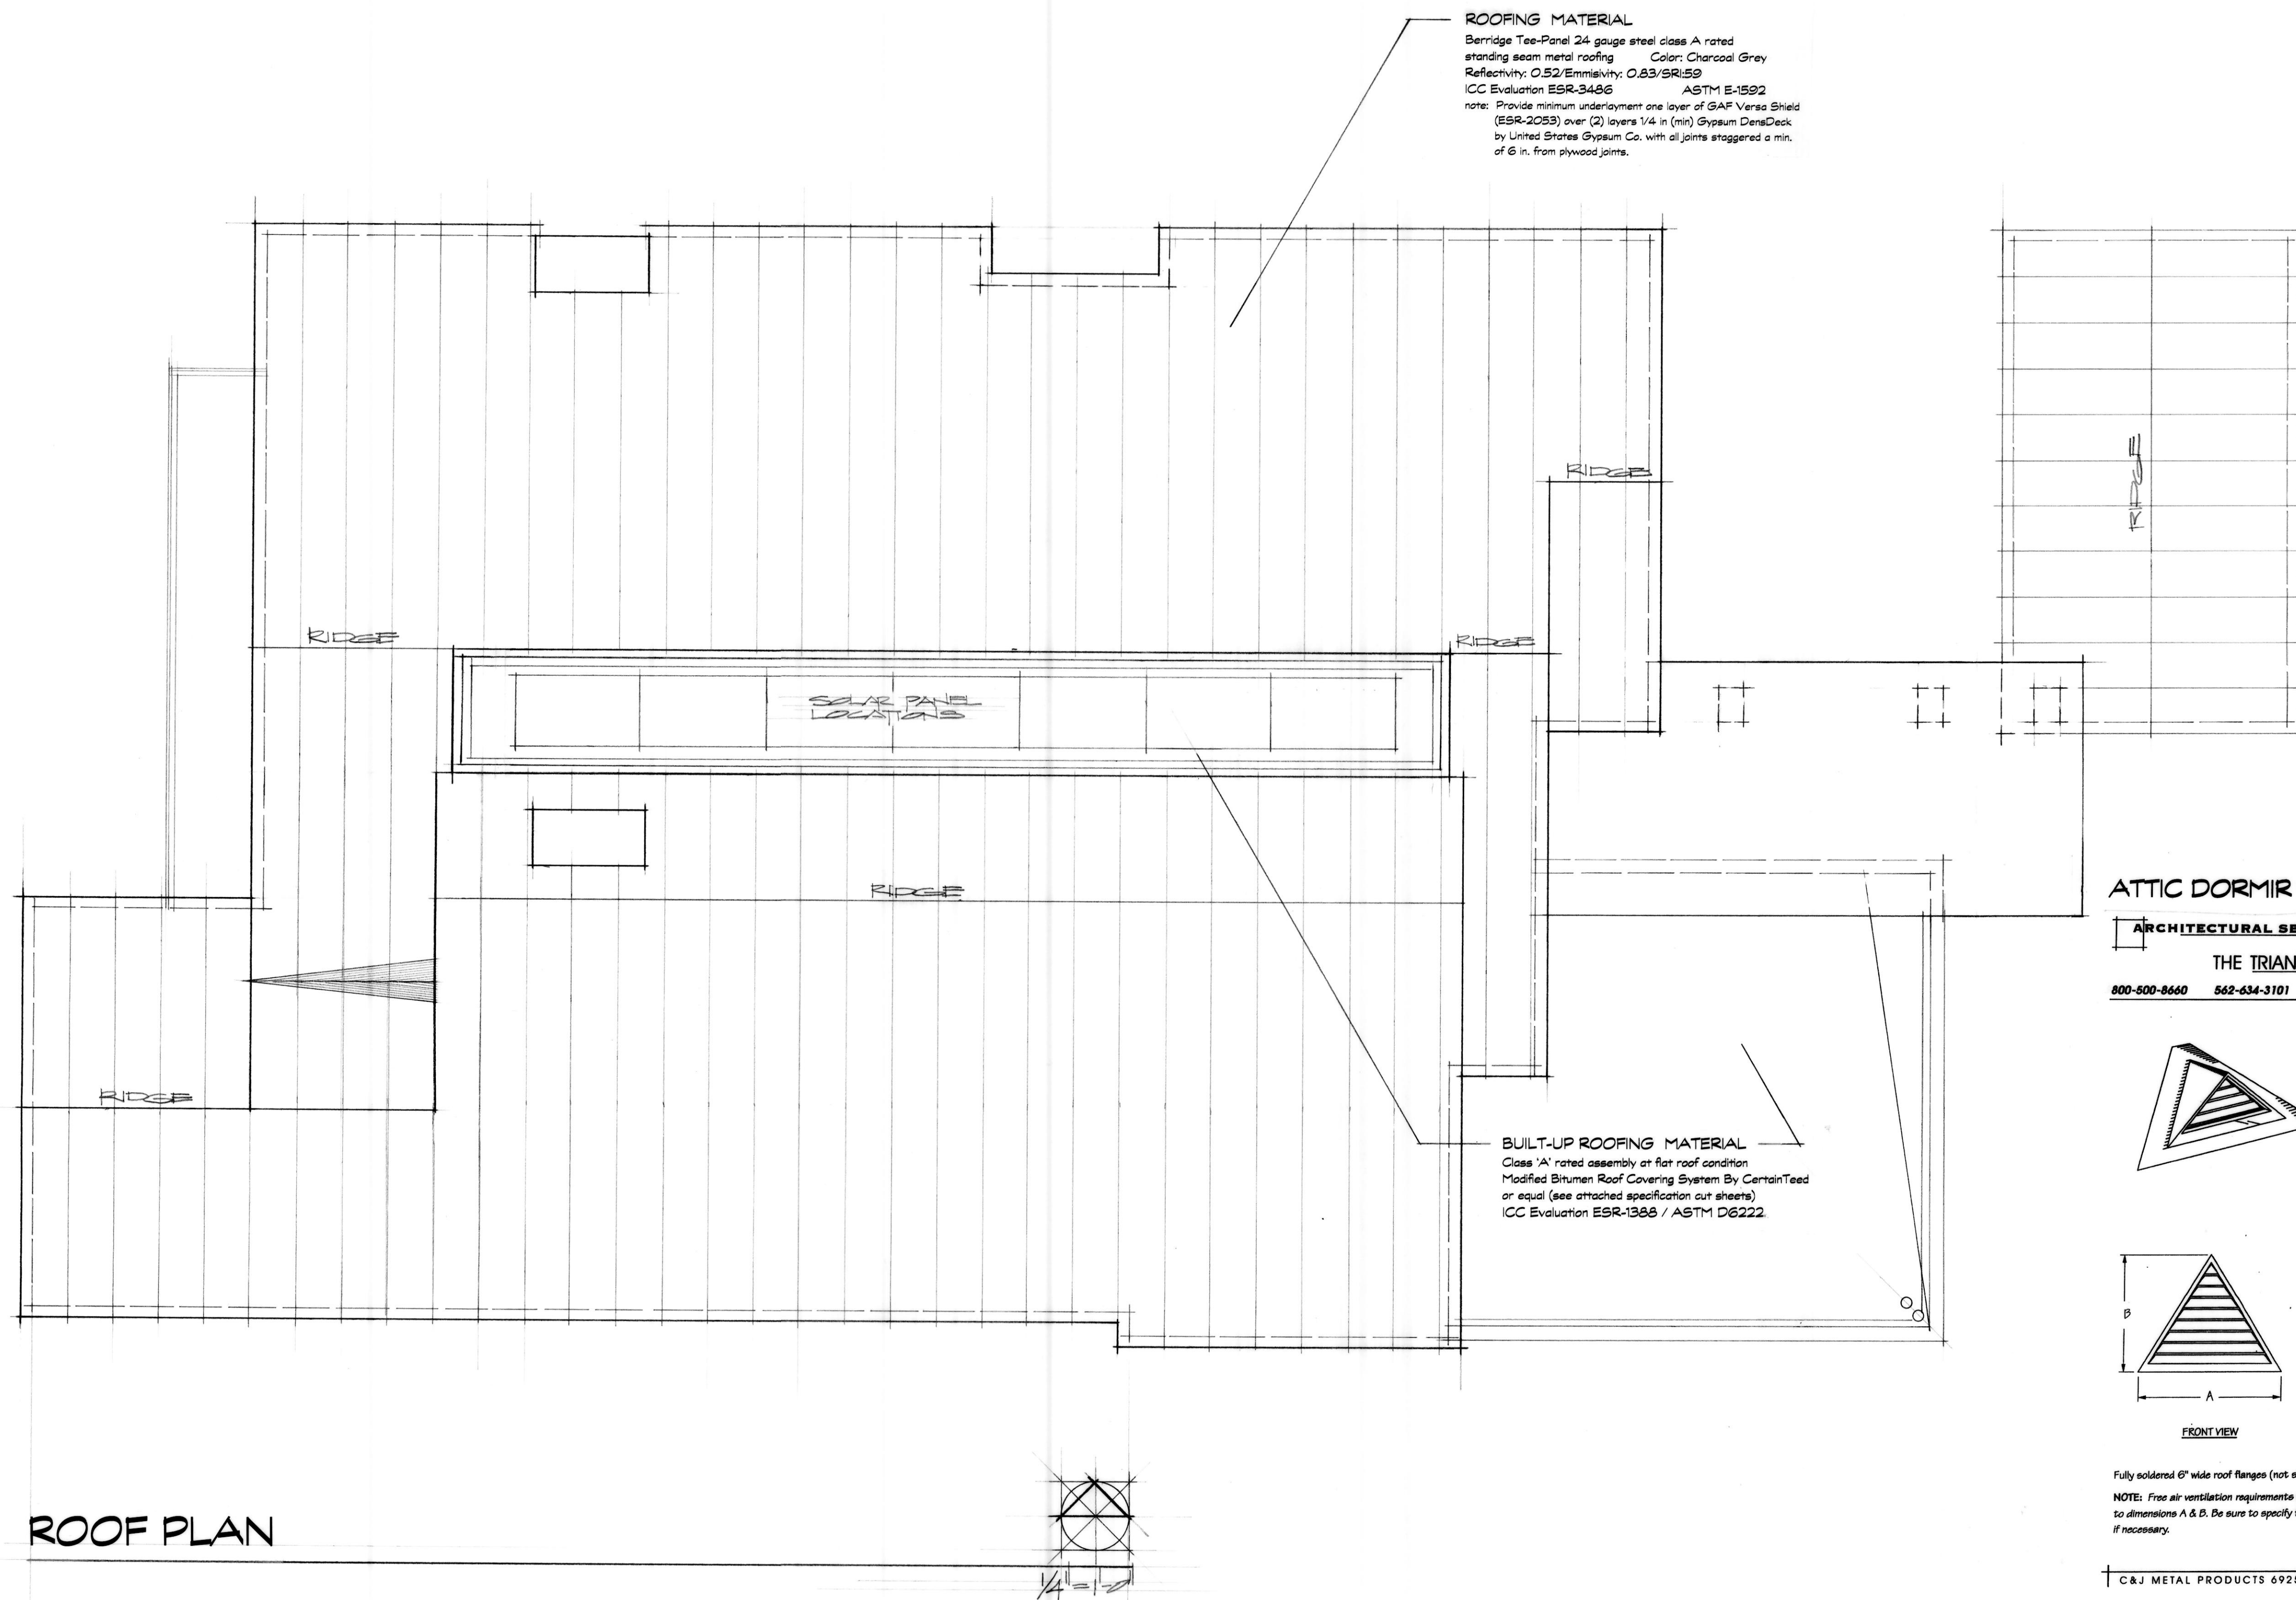 ROOFING MATERIAL
Berridge Tee-Panel 24 gauge steel class A rated
standing seam metal roofing Color: Charcoal Grey
Reflectivity: 0.52/Emmisivity: 0.83/SRI:59
ICC Evaluation ESR-3486 ASTM E-1592
note: Provide minimum underlayment one layer of GAF Versa Shield
(ESR-2053) over (2) layers 1/4 in (min) Gypsum DensDeck
by United States Gypsum Co. with all joints staggered a min.
of 6 in. from plywood joints.
RIDGE
RIDGE
RIDGE
RIDGE
SOLAR PANEL
LOCATIONS
RIDGE
RIDGE
BUILT-UP ROOFING MATERIAL
Class 'A' rated assembly at flat roof condition
Modified Bitumen Roof Covering System By CertainTeed
or equal (see attached specification cut sheets)
ICC Evaluation ESR-1388 / ASTM D6222
ATTIC DORMIR
ARCHITECTURAL SE
THE TRIAN
800-500-8660 562-634-3101
B
A
FRONT VIEW
Fully soldered 6" wide roof flanges (not s
NOTE: Free air ventilation requirements
to dimensions A & B. Be sure to specify
if necessary.
C&J METAL PRODUCTS 692
ROOF PLAN
1/4"=1'-0"